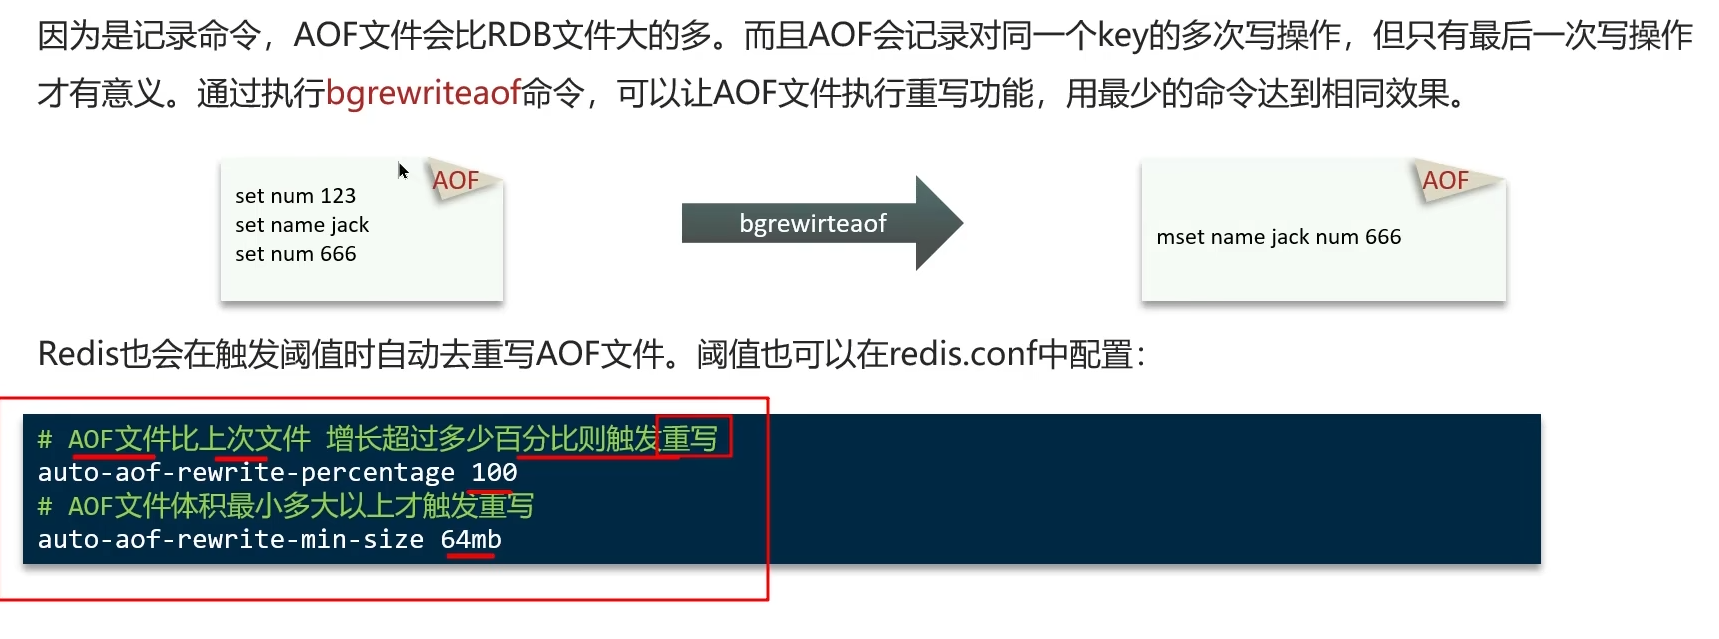 因为是记录命令，AOF文件会比RDB文件大的多。而且AOF会记录对同一个key的多次写操作，但只有最后一次写操作
才有意义。通过执行bgrewriteaof命令，可以让AOF文件执行重写功能，用最少的命令达到相同效果。
AOF
set num 123
set name jack
set num 666
bgrewirteaof
AOF
mset name jack num 666
Redis也会在触发阈值时自动去重写AOF文件。阈值也可以在redis.conf中配置：
# AOF文件比上次文件 增长超过多少百分比则触发重写
auto-aof-rewrite-percentage 100
# AOF文件体积最小多大以上才触发重写
auto-aof-rewrite-min-size 64mb